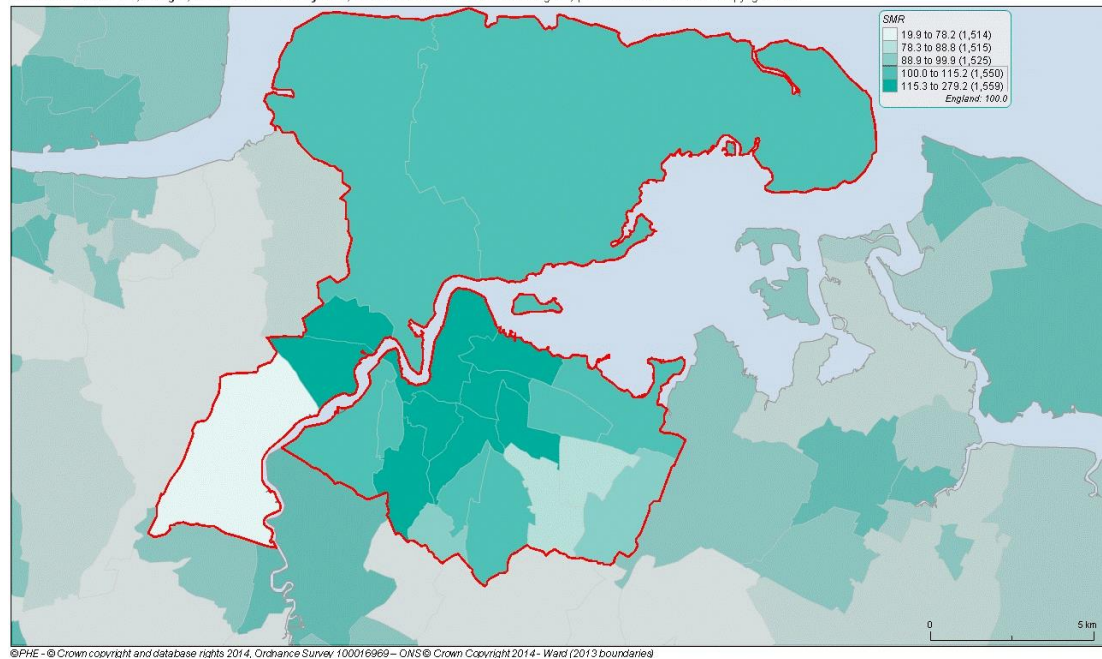 SMR
19.9 to 78.2 (1,514)
78.3 to 88.8 (1,515)
88.9 to 99.9 (1,525)
100.0 to 115.2 (1,550)
115.3 to 279.2 (1,559)
England: 100.0
0 5 km
©PHE - © Crown copyright and database rights 2014, Ordnance Survey 100016969 – ONS © Crown Copyright 2014 - Ward (2013 boundaries)